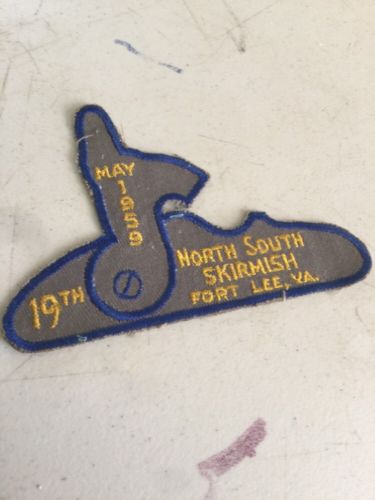 MAY
1959
19TH
NORTH SOUTH
SKIRMISH
FORT LEE, VA.